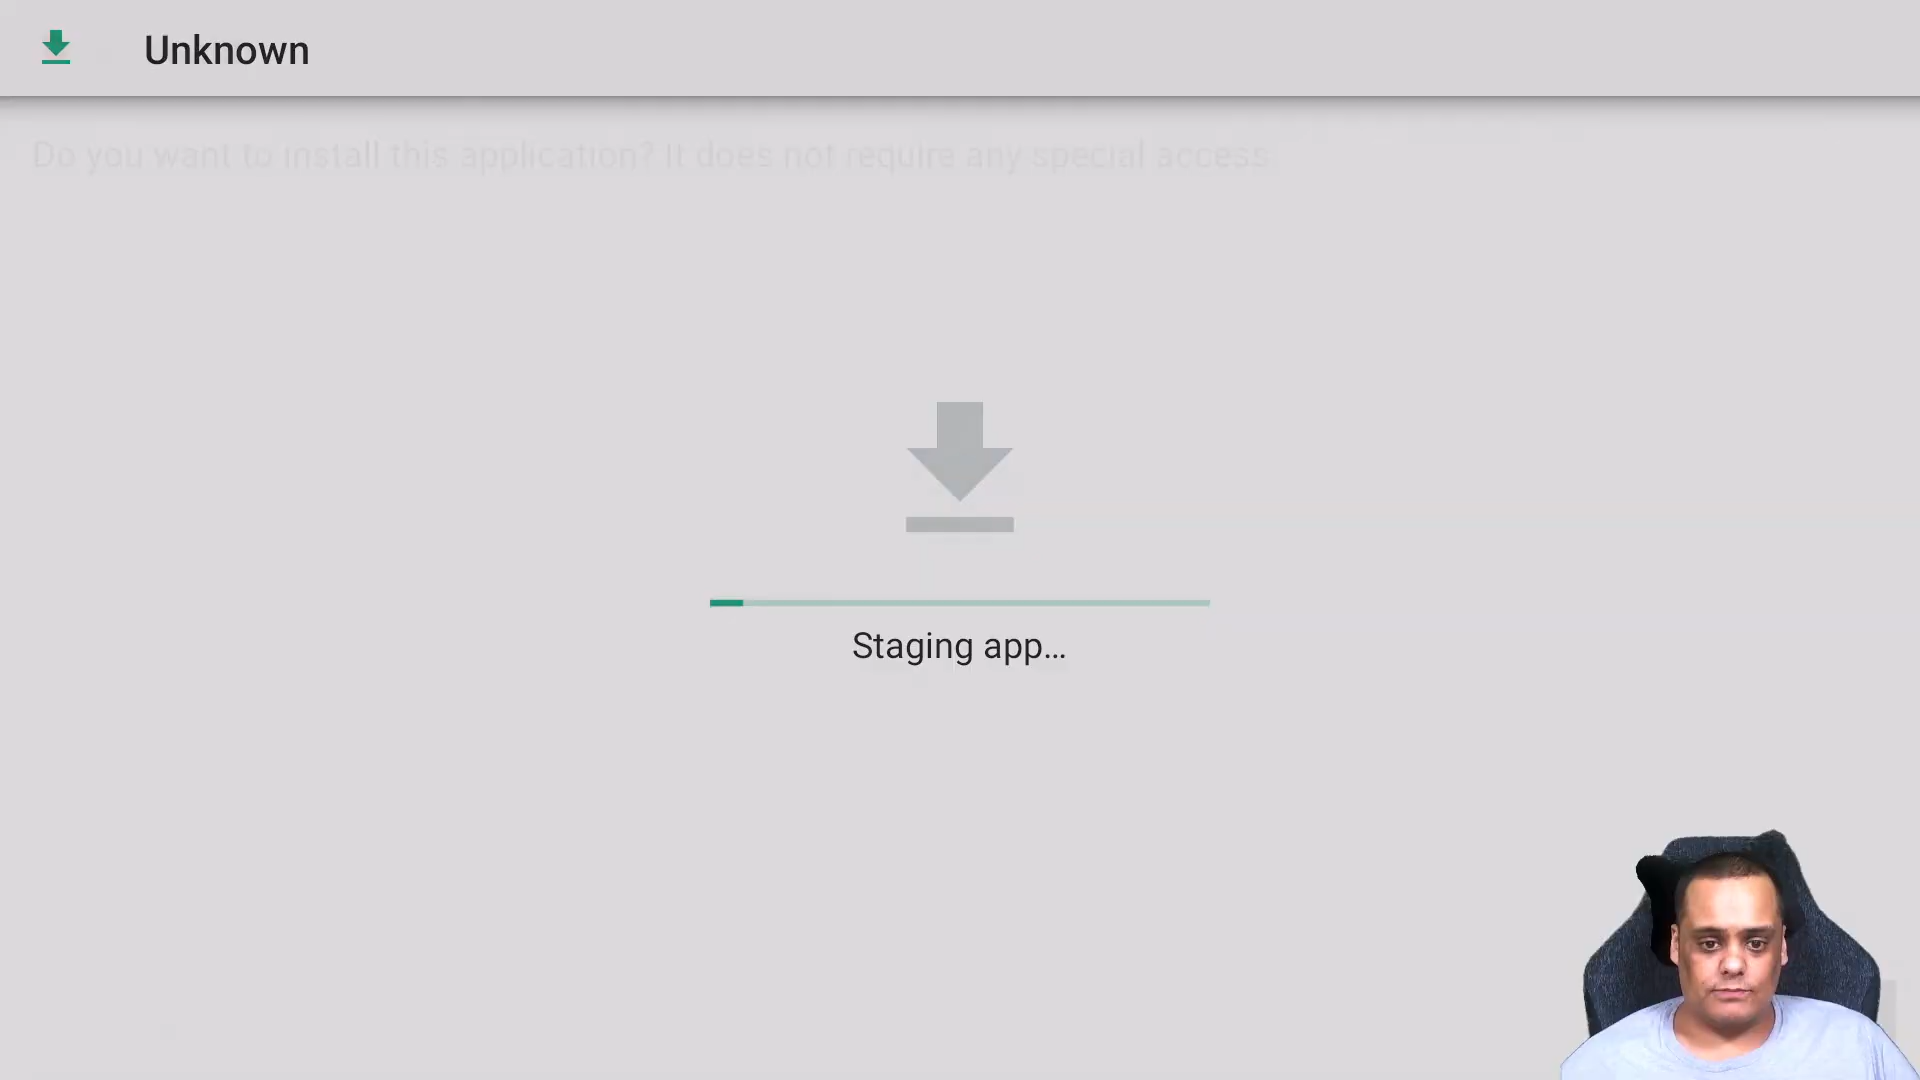 Unknown
Do you want to install this application? It does not require any special access.
Staging app...